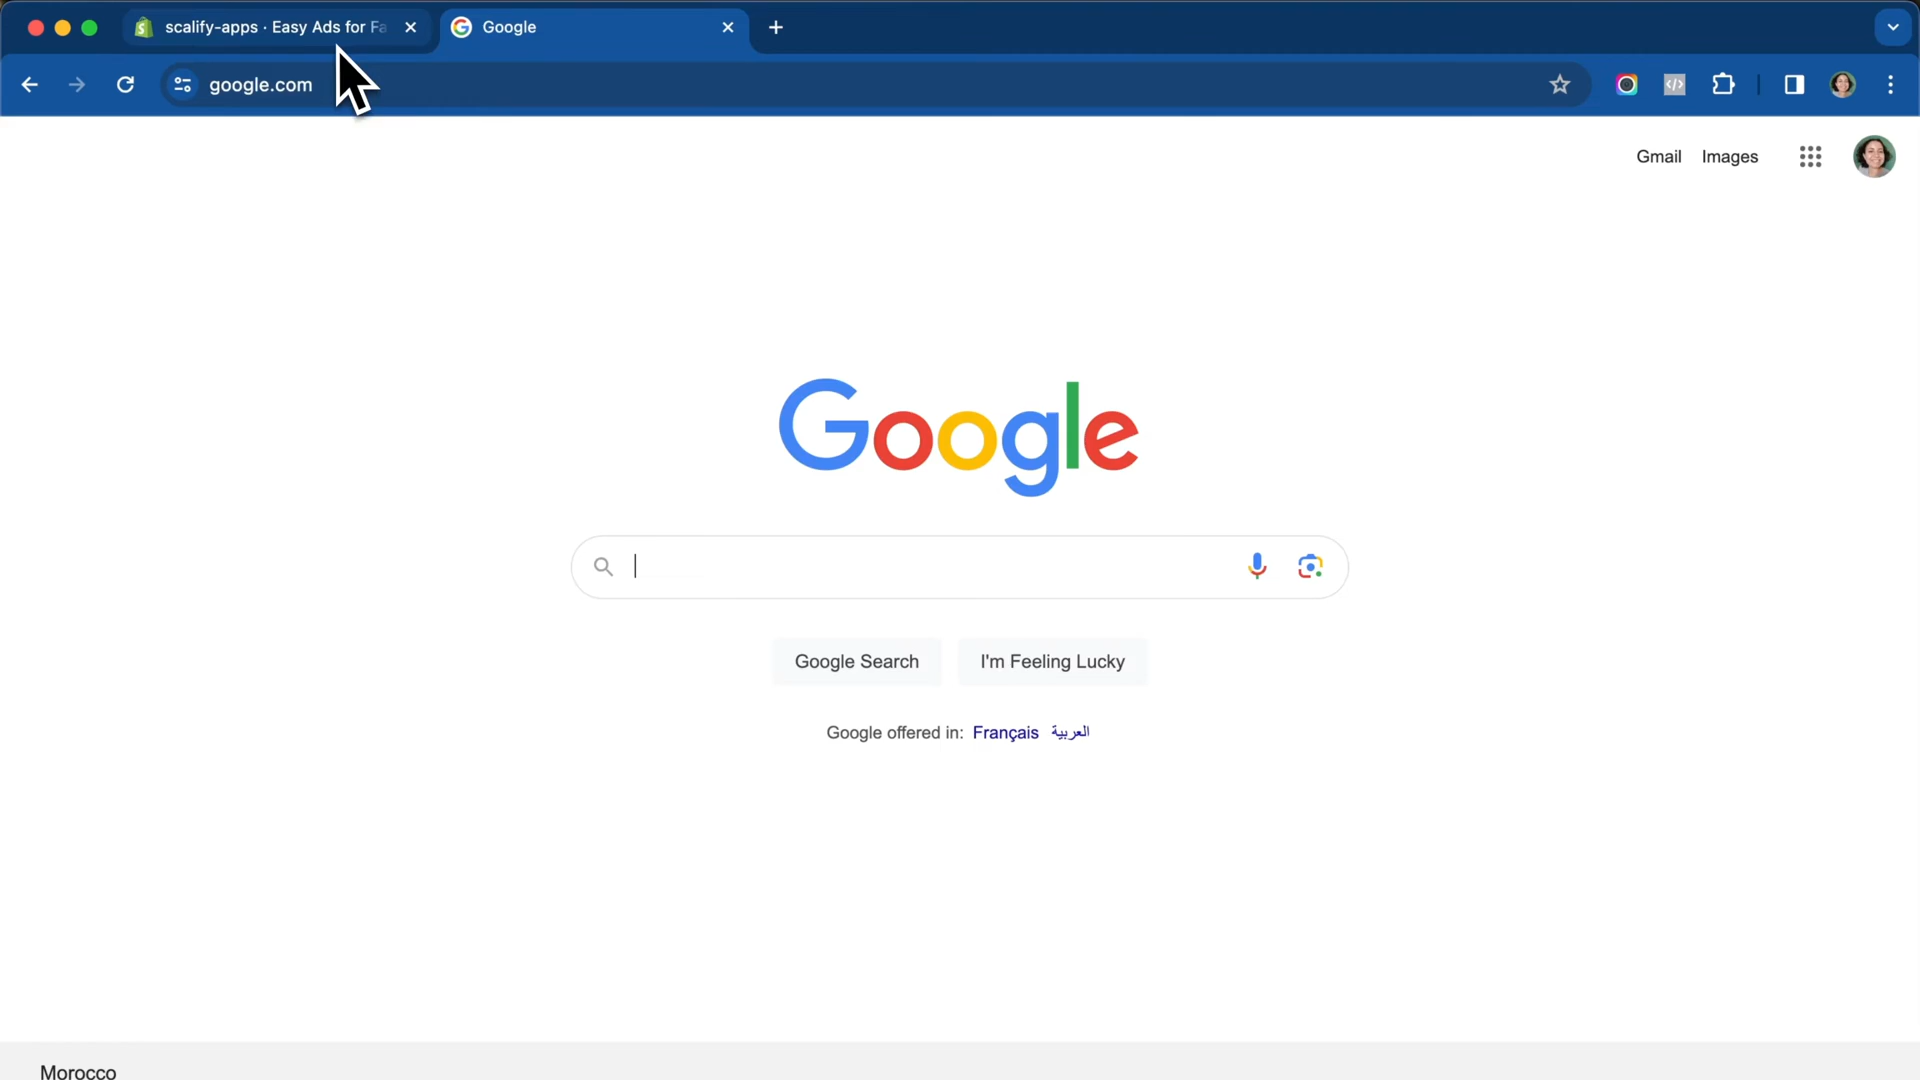 scalify-apps · Easy Ads for Fa
Google
google.com
Gmail
Images
Google
Google Search
I'm Feeling Lucky
Google offered in: Français العربية
Morocco